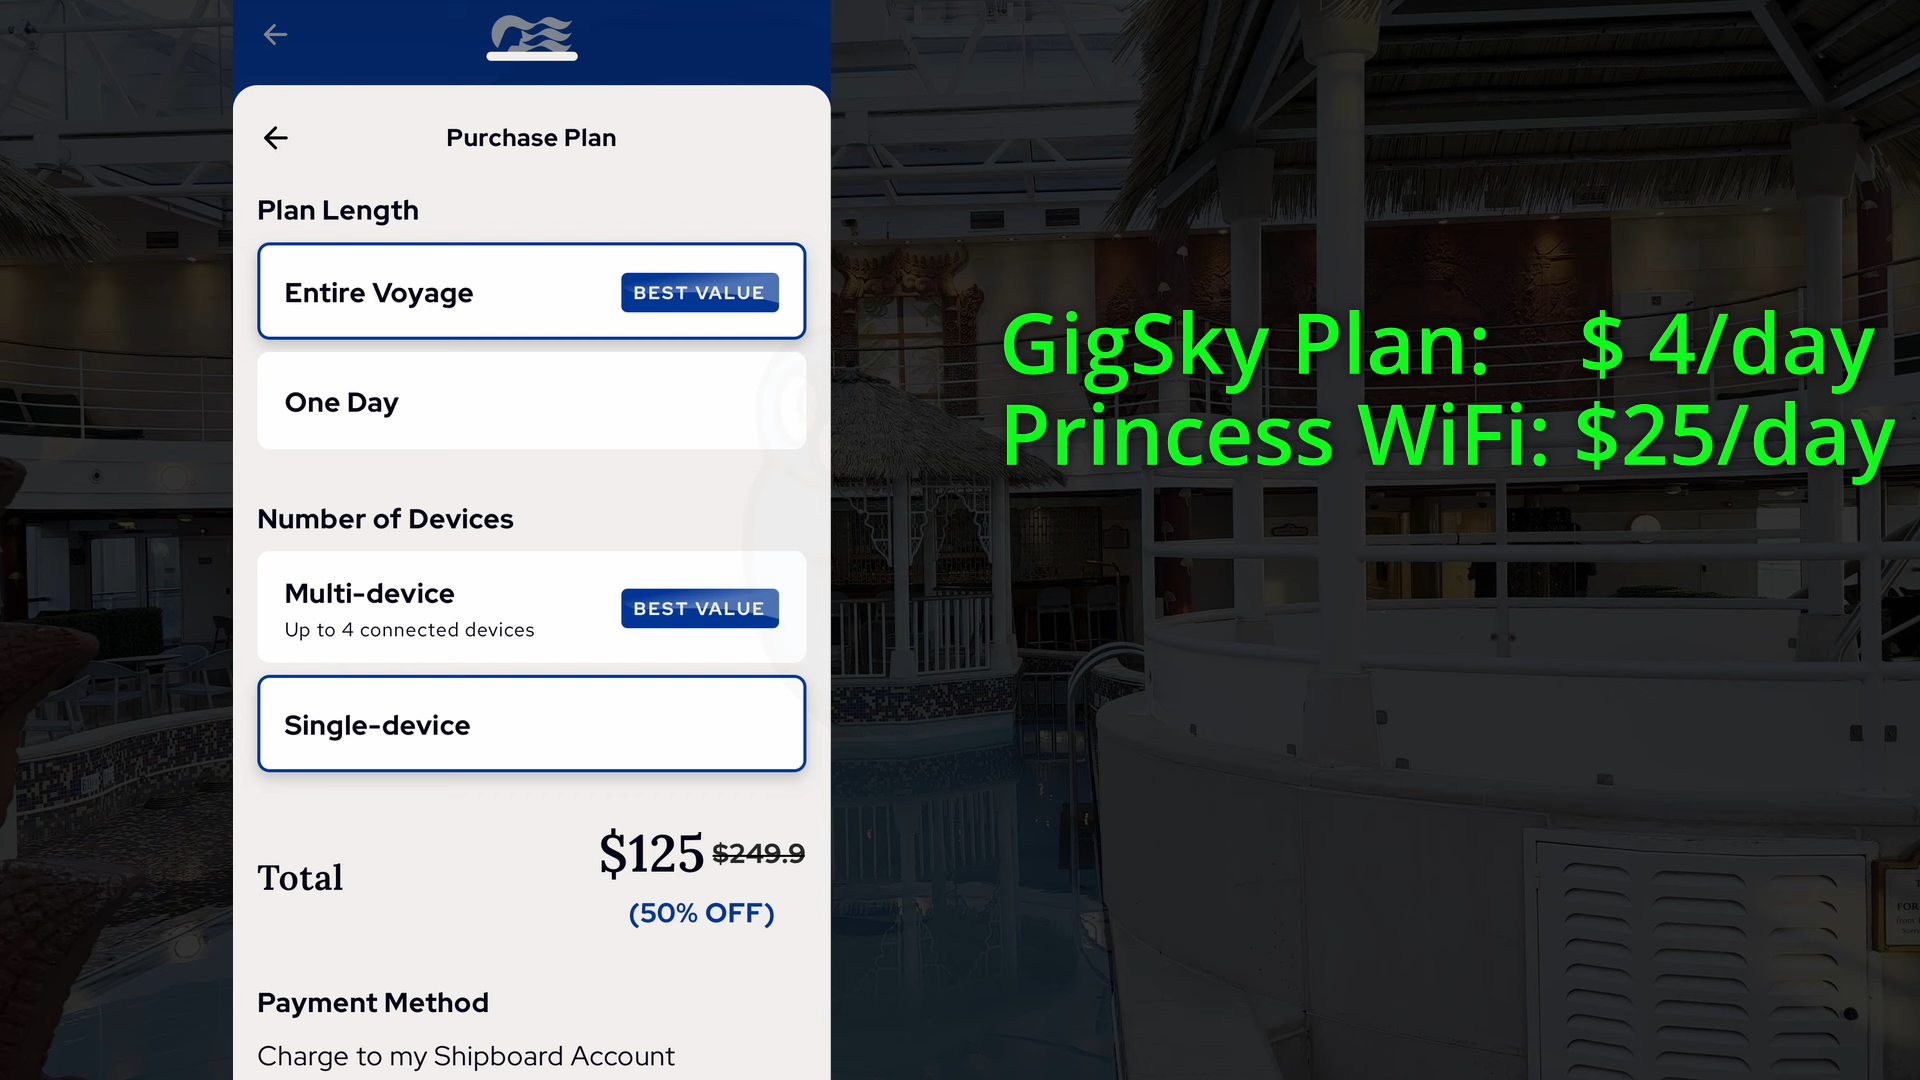 Purchase Plan
Plan Length
Entire Voyage
BEST VALUE
One Day
Number of Devices
Multi-device
Up to 4 connected devices
BEST VALUE
Single-device
Total
$125 $249.9
(50% OFF)
Payment Method
Charge to my Shipboard Account
GigSky Plan: $ 4/day
Princess WiFi: $25/day
FOR